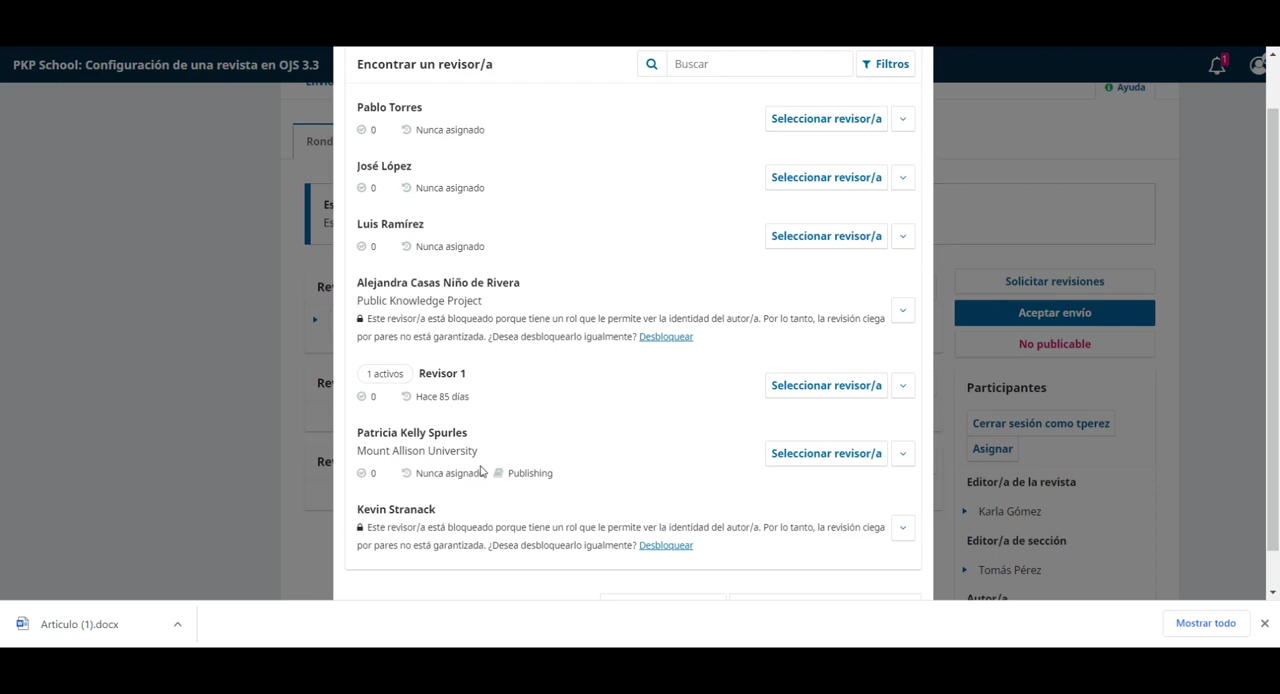 PKP School: Configuración de una revista en OJS 3.3
1
Encontrar un revisor/a
Buscar
Filtros
Ayuda
Rond
Pablo Torres
0 Nunca asignado
Seleccionar revisor/a
José López
0 Nunca asignado
Seleccionar revisor/a
Luis Ramírez
0 Nunca asignado
Seleccionar revisor/a
Alejandra Casas Niño de Rivera
Public Knowledge Project
Este revisor/a está bloqueado porque tiene un rol que le permite ver la identidad del autor/a. Por lo tanto, la revisión ciega
por pares no está garantizada. ¿Desea desbloquearlo igualmente? Desbloquear
1 activos Revisor 1
0 Hace 85 días
Seleccionar revisor/a
Patricia Kelly Spurles
Mount Allison University
0 Nunca asignado Publishing
Seleccionar revisor/a
Kevin Stranack
Este revisor/a está bloqueado porque tiene un rol que le permite ver la identidad del autor/a. Por lo tanto, la revisión ciega
por pares no está garantizada. ¿Desea desbloquearlo igualmente? Desbloquear
Es
Es
Re
Re
Re
Solicitar revisiones
Aceptar envío
No publicable
Participantes
Cerrar sesión como tperez
Asignar
Editor/a de la revista
Karla Gómez
Editor/a de sección
Tomás Pérez
Autor/a
Articulo (1).docx
Mostrar todo